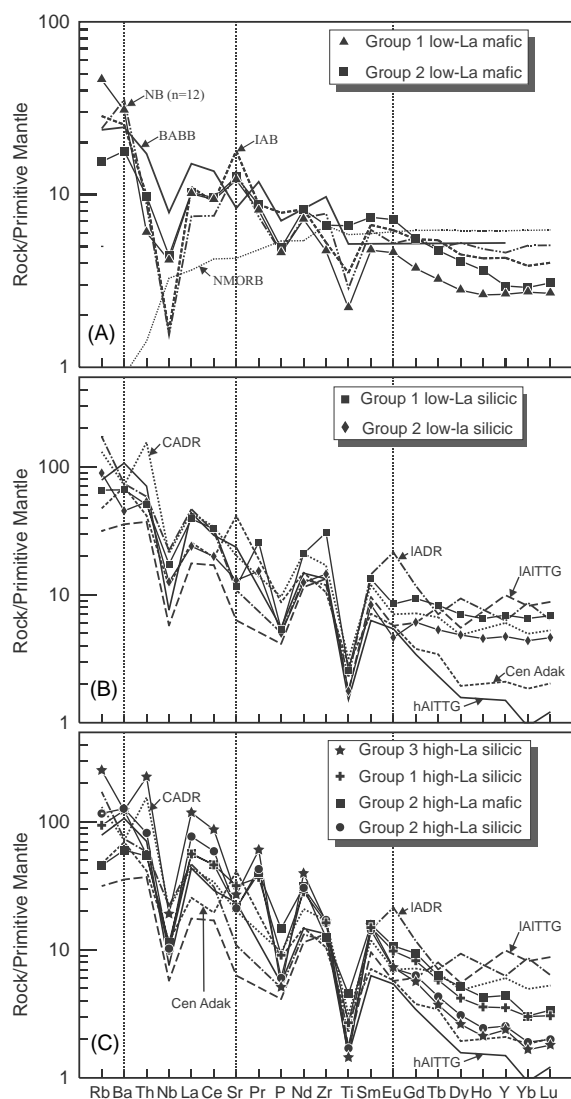 100
Group 1 low-La mafic
Group 2 low-La mafic
NB (n=12)
BABB
IAB
Rock/Primitive Mantle
10
NMORB
(A)
1
Group 1 low-La silicic
Group 2 low-la silicic
CADR
100
Rock/Primitive Mantle
IADR
lAlTTG
10
Cen Adak
(B)
hAlTTG
1
Group 3 high-La silicic
Group 1 high-La silicic
Group 2 high-La mafic
Group 2 high-La silicic
CADR
100
Rock/Primitive Mantle
IADR
lAlTTG
Cen Adak
10
hAlTTG
(C)
1
Rb Ba Th Nb La Ce Sr Pr P Nd Zr Ti Sm Eu Gd Tb Dy Ho Y Yb Lu